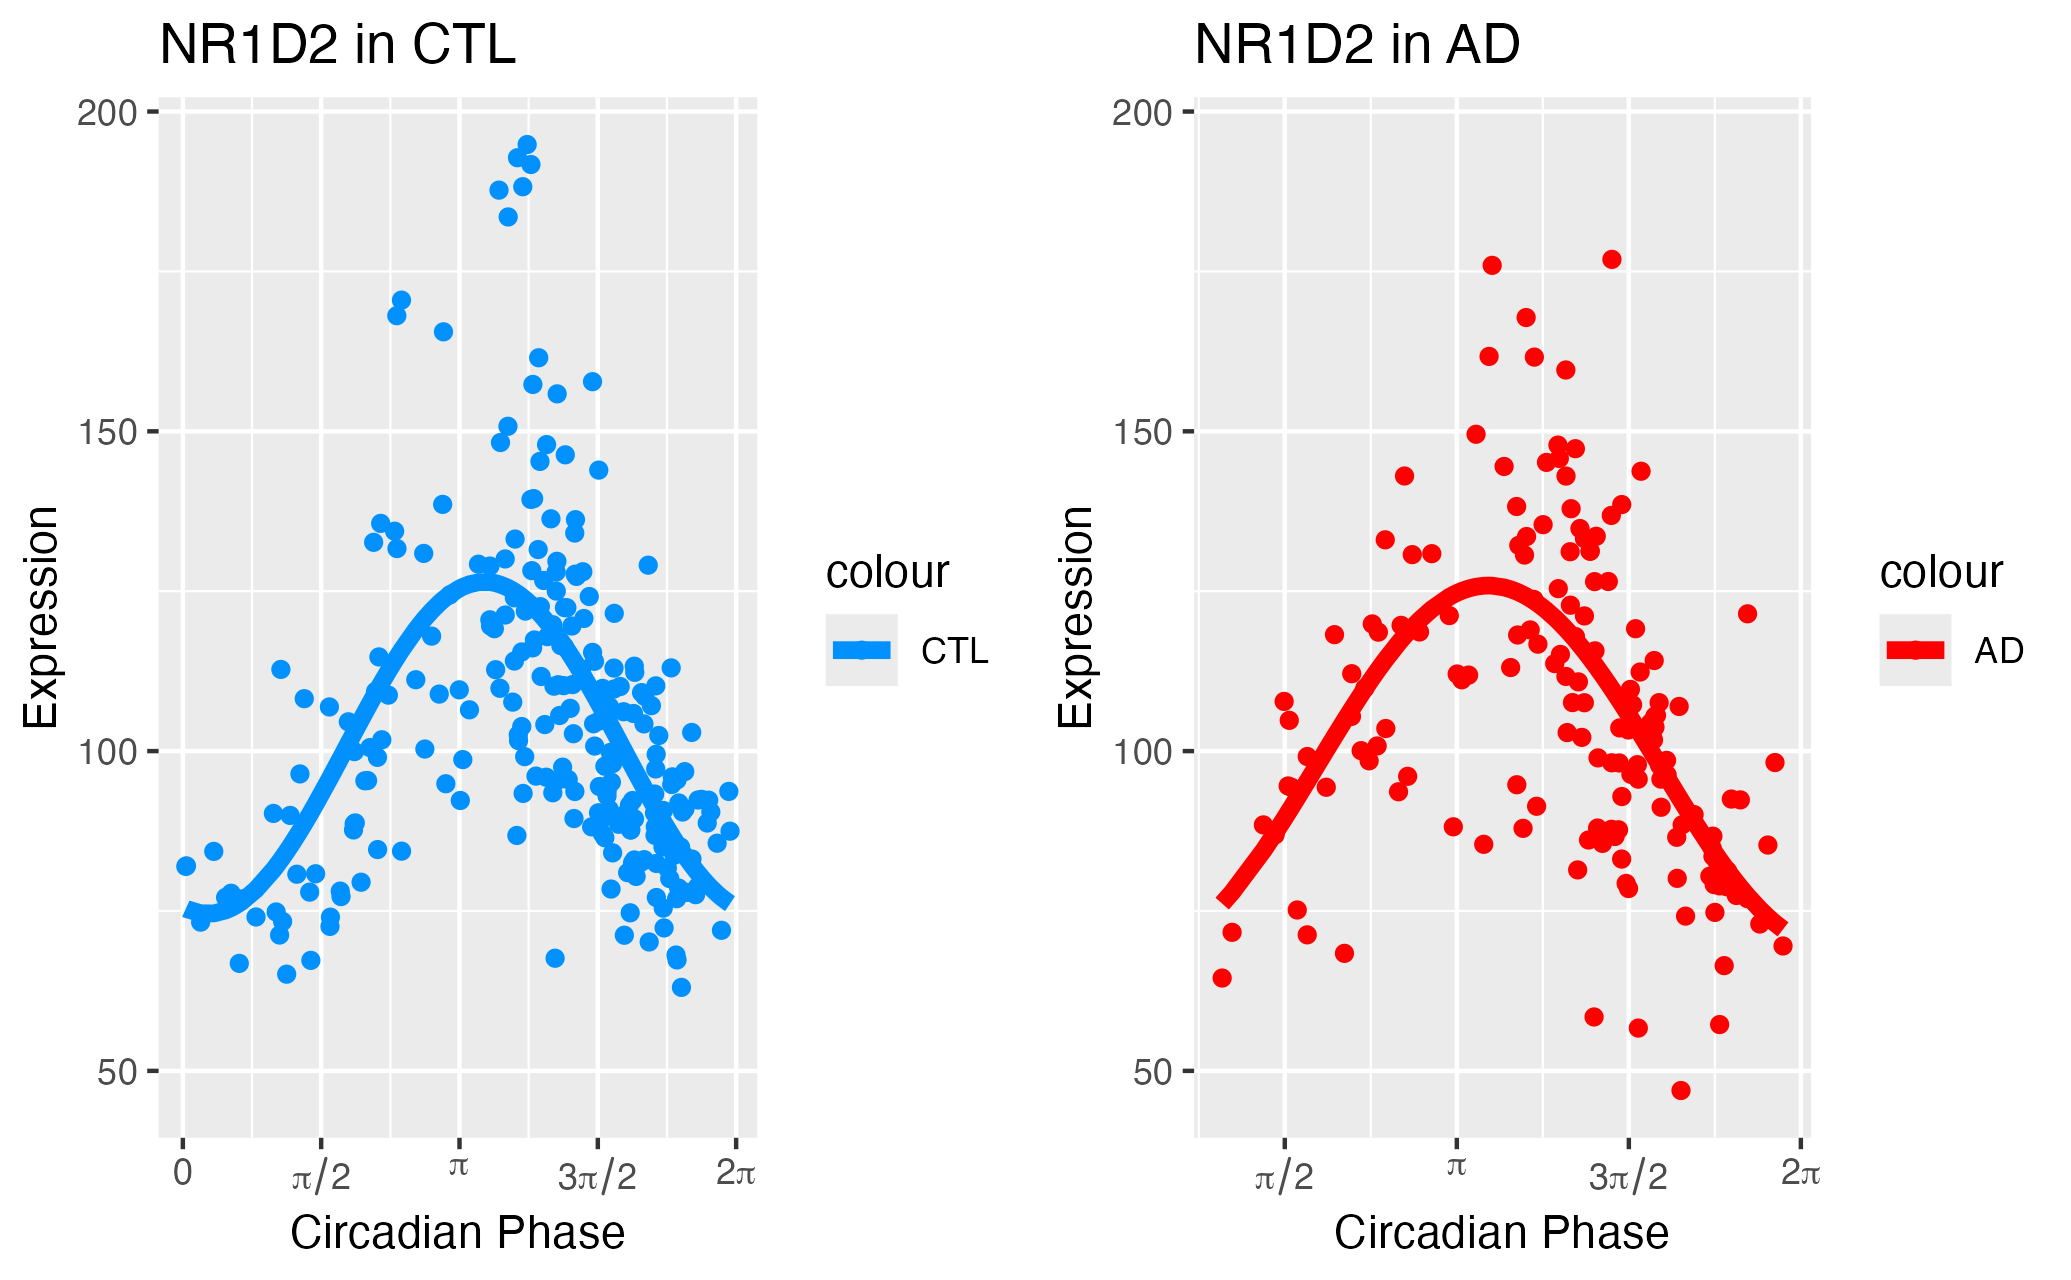 NR1D2 in CTL
200
150
100
50
Expression
0
π/2
π
3π/2
2π
Circadian Phase
colour
CTL
NR1D2 in AD
200
150
100
50
Expression
π/2
π
3π/2
2π
Circadian Phase
colour
AD